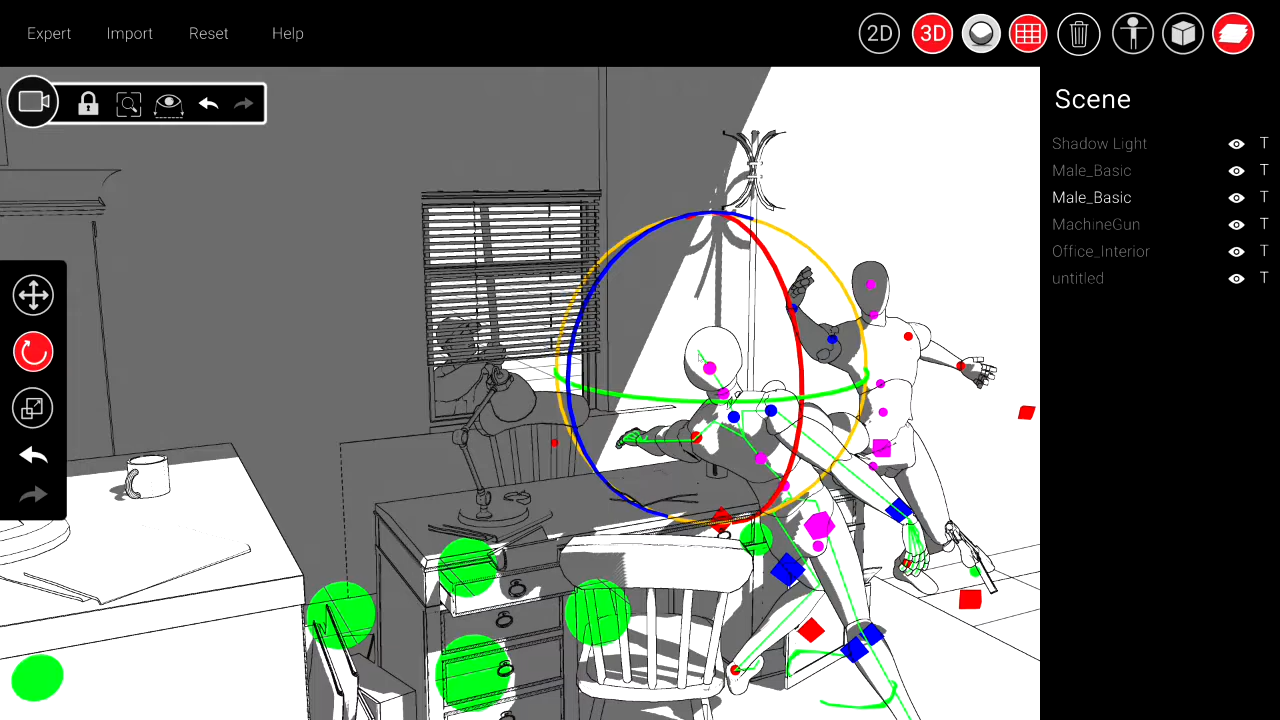 Expert Import Reset Help
2D 3D
Scene
Shadow Light T
Male_Basic T
Male_Basic T
MachineGun T
Office_Interior T
untitled T